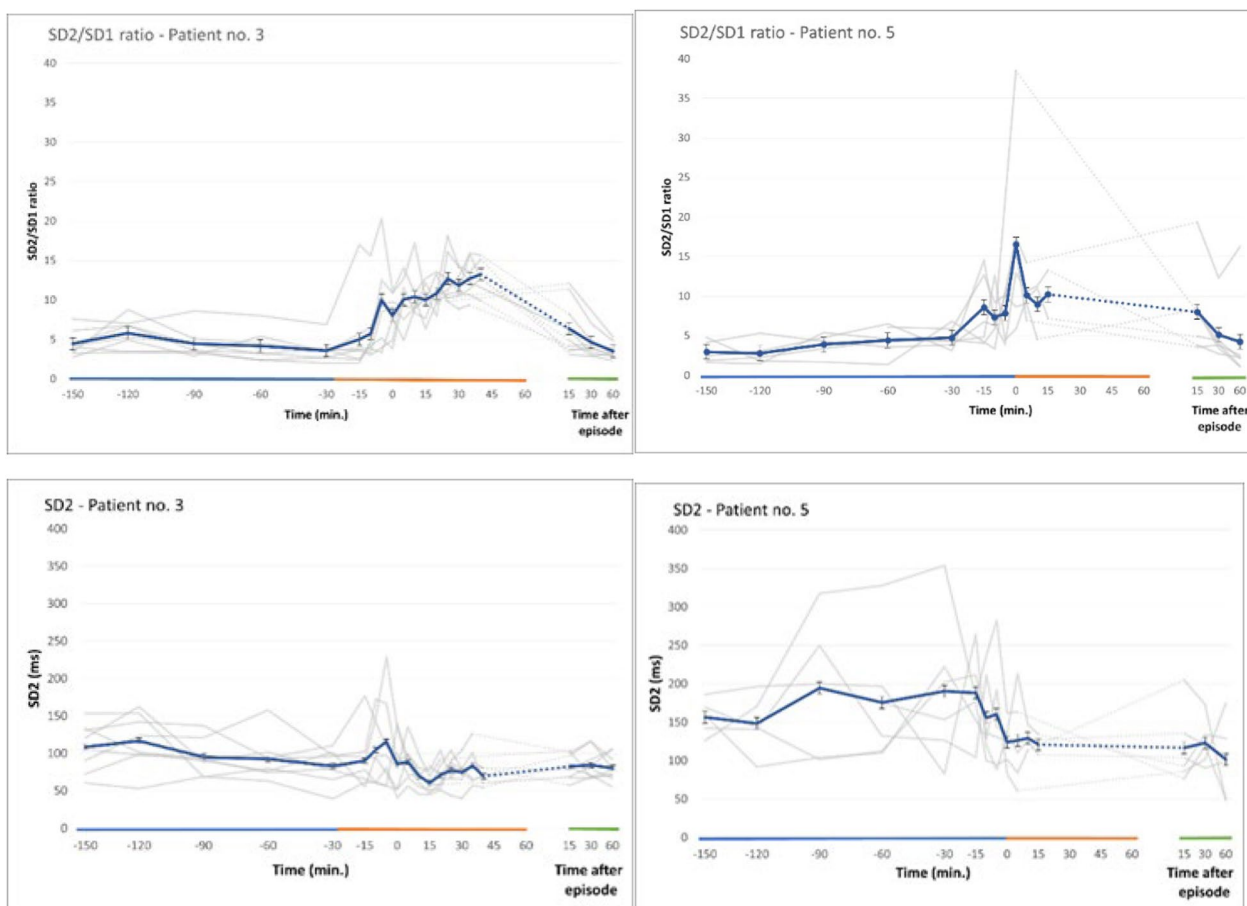 SD2/SD1 ratio - Patient no. 3
40
35
30
25
20
15
10
5
0
SD2/SD1 ratio
-150 -120 -90 -60 -30 -15 0 15 30 45 60 15 30 60
Time (min.)
Time after
episode
SD2/SD1 ratio - Patient no. 5
40
35
30
25
20
15
10
5
0
SD2/SD1 ratio
-150 -120 -90 -60 -30 -15 0 15 30 45 60 15 30 60
Time (min.)
Time after
episode
SD2 - Patient no. 3
400
350
300
250
200
150
100
50
0
SD2 (ms)
-150 -120 -90 -60 -30 -15 0 15 30 45 60 15 30 60
Time (min.)
Time after
episode
SD2 - Patient no. 5
400
350
300
250
200
150
100
50
0
SD2 (ms)
-150 -120 -90 -60 -30 -15 0 15 30 45 60 15 30 60
Time (min.)
Time after
episode